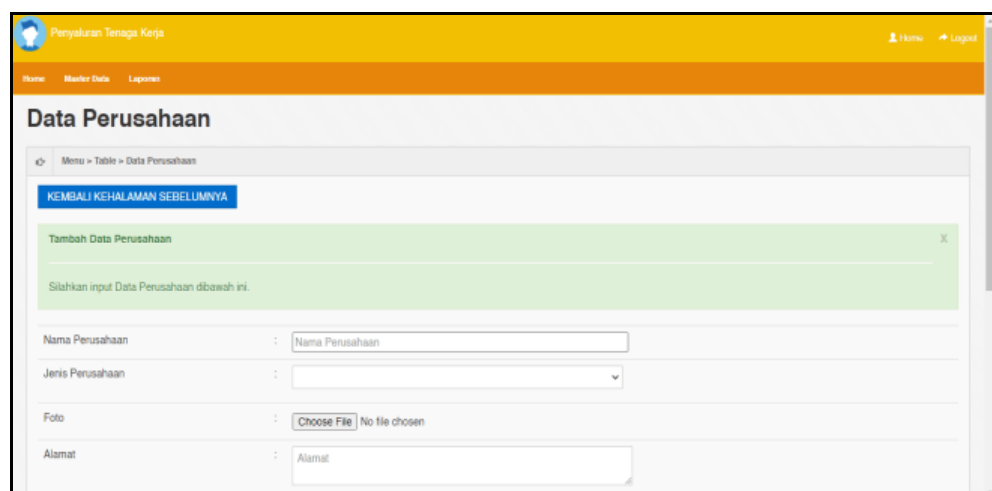 Penyaluran Tenaga Kerja
Home Logout
Home Master Data Laporan
Data Perusahaan
Menu » Table » Data Perusahaan
KEMBALI KEHALAMAN SEBELUMNYA
Tambah Data Perusahaan X
Silahkan input Data Perusahaan dibawah ini.
Nama Perusahaan : Nama Perusahaan
Jenis Perusahaan :
Foto : Choose File No file chosen
Alamat : Alamat